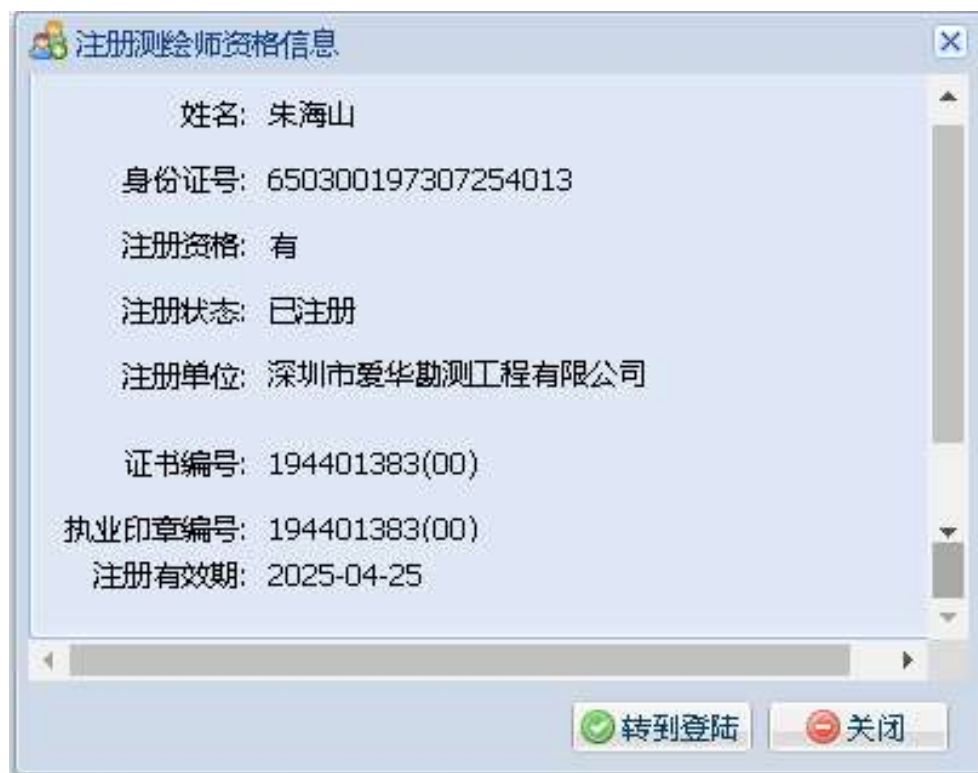 注册测绘师资格信息
姓名: 朱海山
身份证号: 650300197307254013
注册资格: 有
注册状态: 已注册
注册单位: 深圳市爱华勘测工程有限公司
证书编号: 194401383(00)
执业印章编号: 194401383(00)
注册有效期: 2025-04-25
转到登陆 关闭